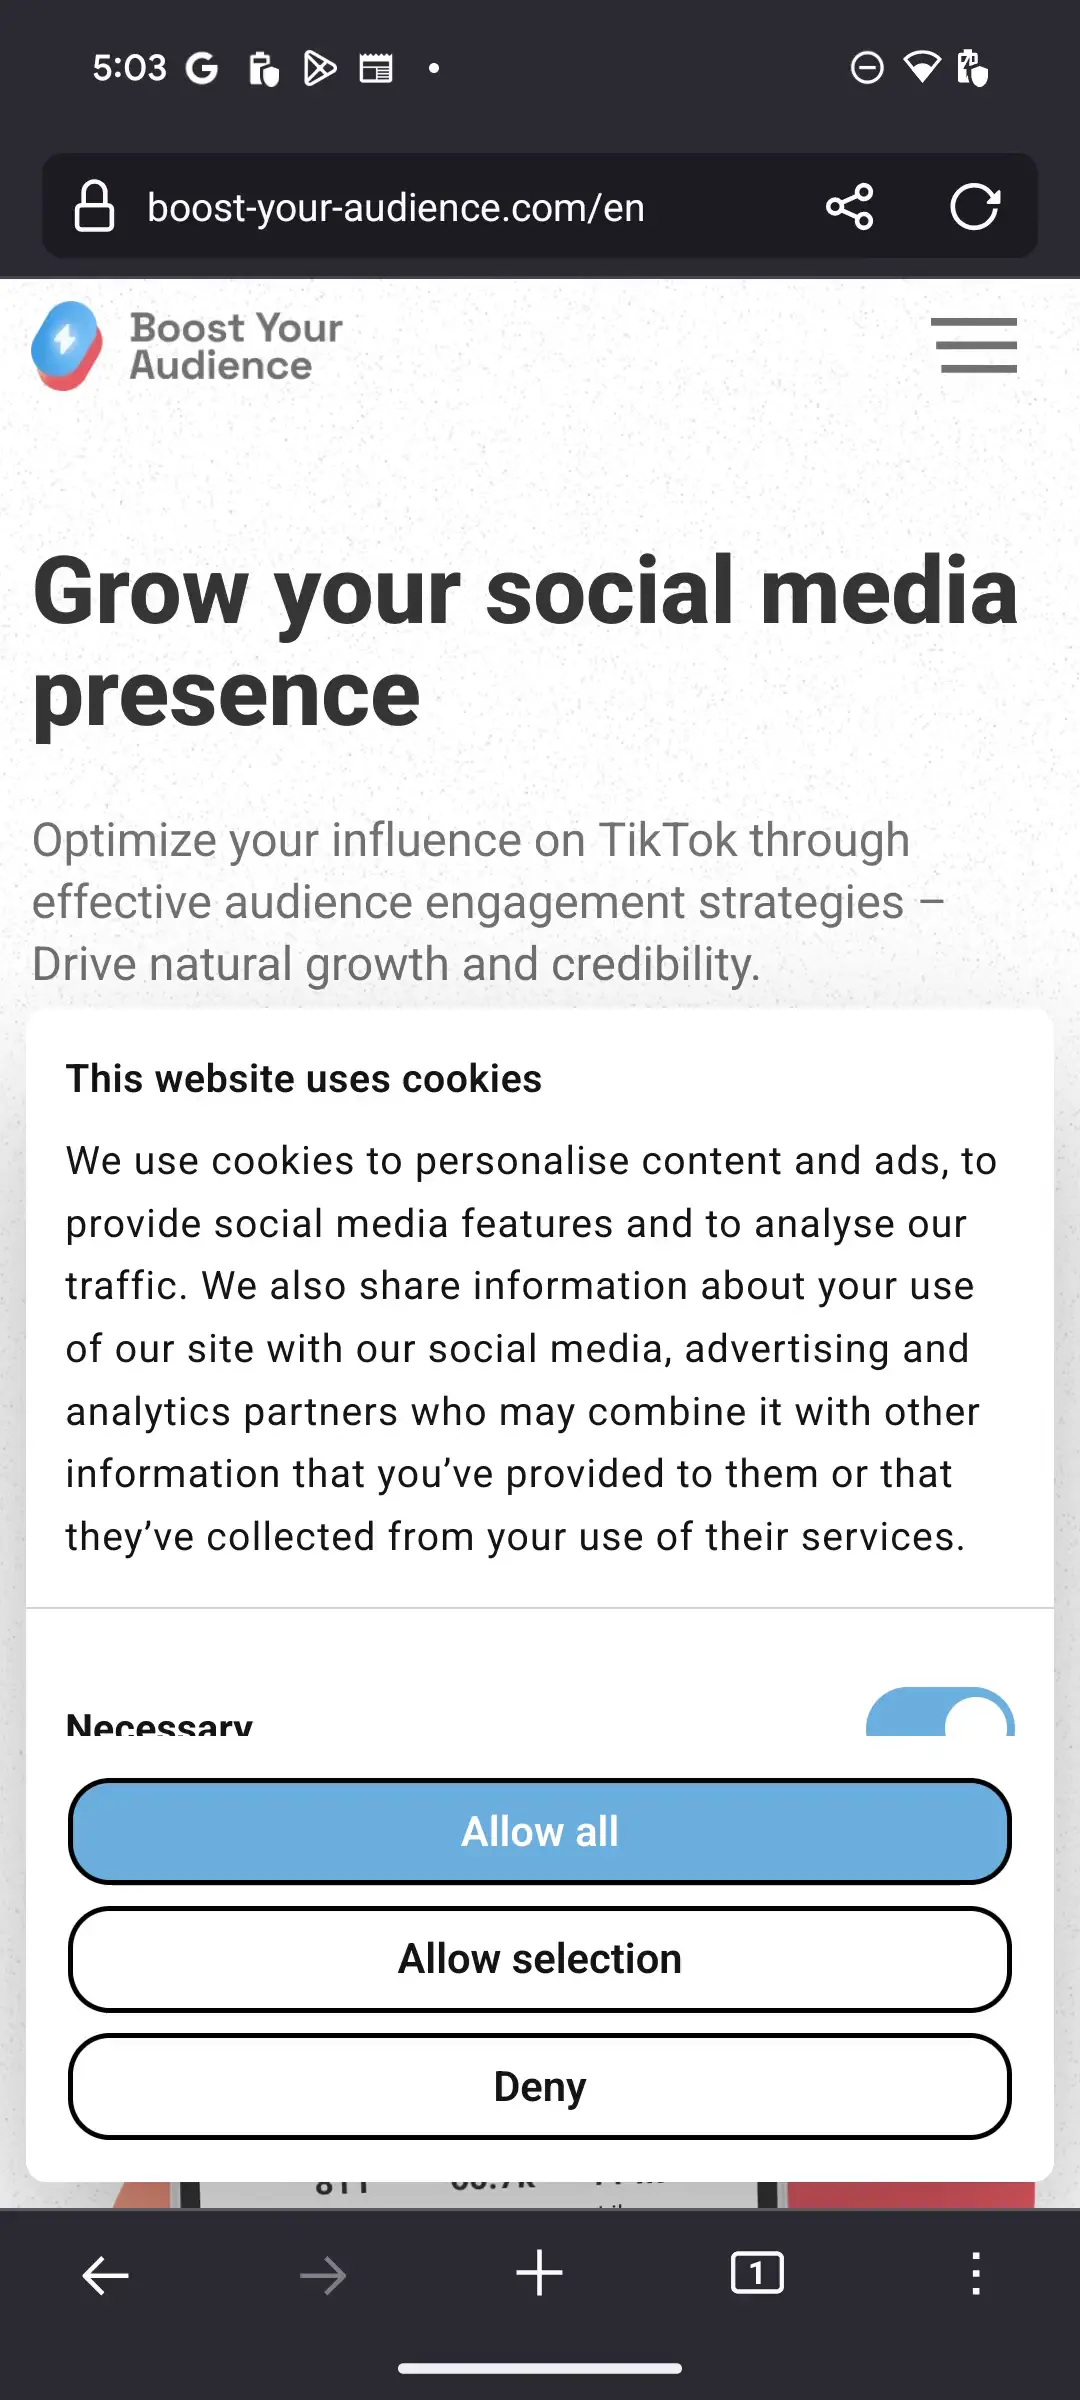 5:03
boost-your-audience.com/en
Boost Your
Audience
Grow your social media
presence
Optimize your influence on TikTok through
effective audience engagement strategies –
Drive natural growth and credibility.
This website uses cookies
We use cookies to personalise content and ads, to
provide social media features and to analyse our
traffic. We also share information about your use
of our site with our social media, advertising and
analytics partners who may combine it with other
information that you’ve provided to them or that
they’ve collected from your use of their services.
Necessary
Allow all
Allow selection
Deny
1